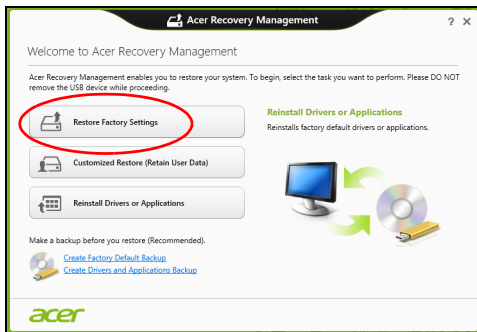 Acer Recovery Management
? X
Welcome to Acer Recovery Management
Acer Recovery Management enables you to restore your system. To begin, select the task you want to perform. Please DO NOT
remove the USB device while proceeding.
Restore Factory Settings
Customized Restore (Retain User Data)
Reinstall Drivers or Applications
Reinstall Drivers or Applications
Reinstalls factory default drivers or applications.
Make a backup before you restore (Recommended).
Create Factory Default Backup
Create Drivers and Applications Backup
acer